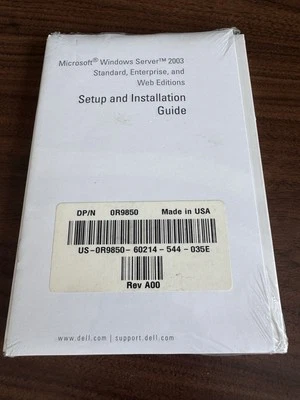 Microsoft® Windows Server™ 2003
Standard, Enterprise, and
Web Editions
Setup and Installation
Guide
DP/N 0R9850 Made in USA
US-0R9850-60214-544-035E
Rev A00
www.dell.com | support.dell.com